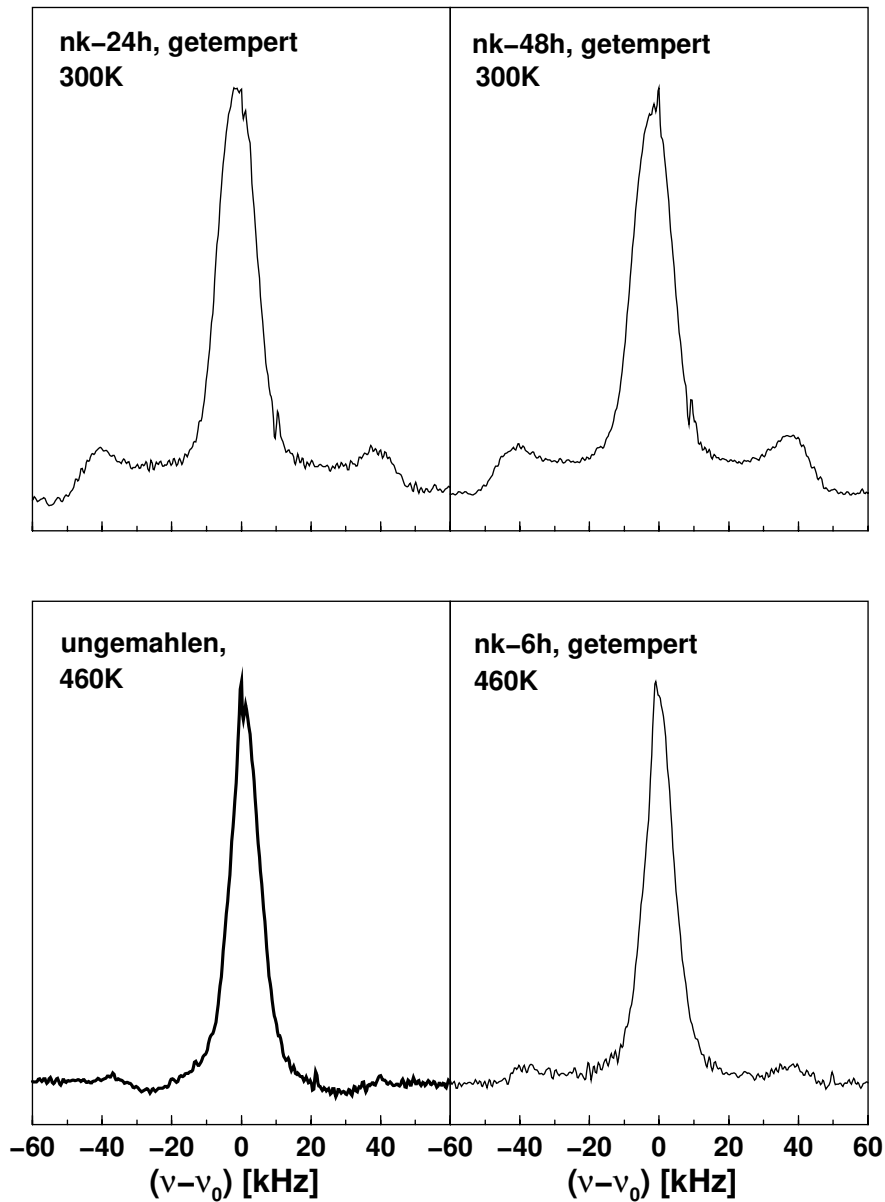 nk−24h, getempert
300K
nk−48h, getempert
300K
ungemahlen,
460K
nk−6h, getempert
460K
−60 −40 −20 0 20 40 −60 −40 −20 0 20 40 60
(ν−ν₀) [kHz]
(ν−ν₀) [kHz]